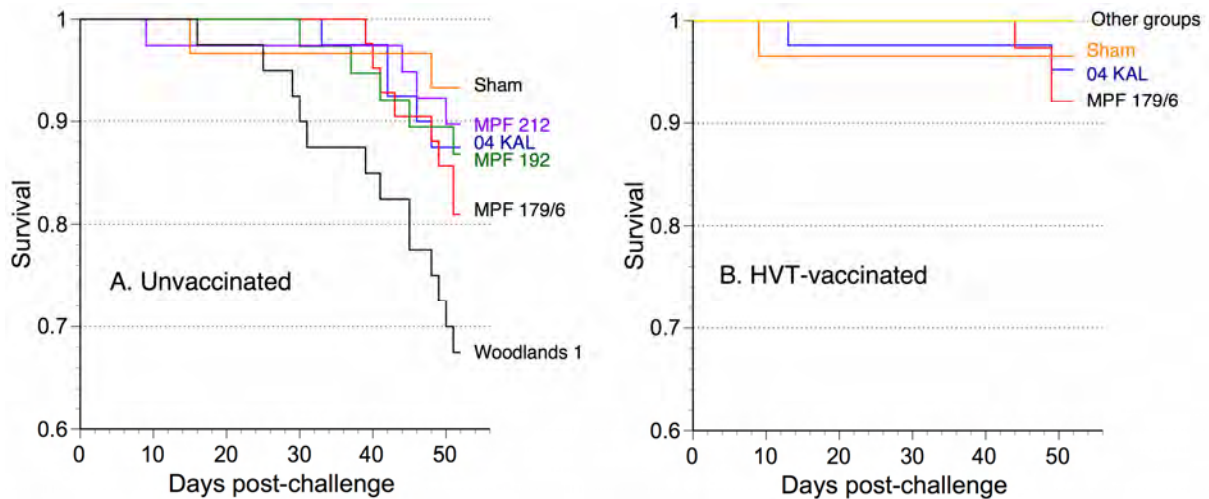 1
0.9
0.8
0.7
0.6
Survival
0 10 20 30 40 50
Days post-challenge
A. Unvaccinated
Sham
MPF 212
04 KAL
MPF 192
MPF 179/6
Woodlands 1
1
0.9
0.8
0.7
0.6
Survival
0 10 20 30 40 50
Days post-challenge
B. HVT-vaccinated
Other groups
Sham
04 KAL
MPF 179/6